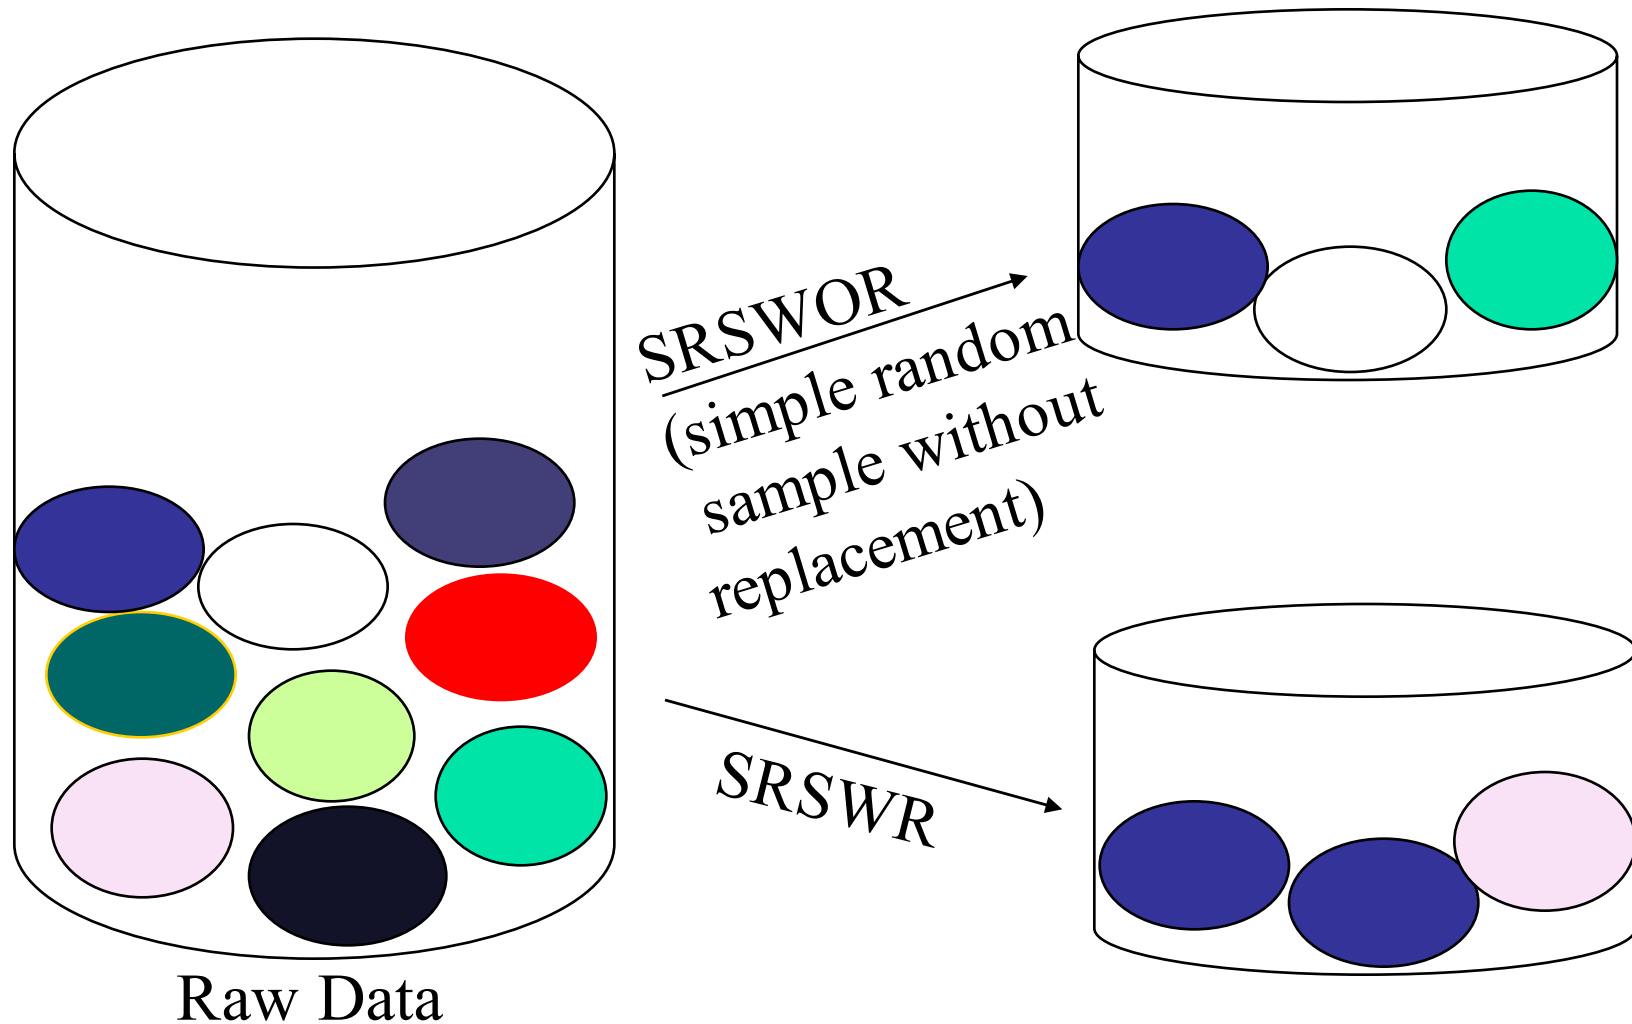 SRSWOR
(simple random
sample without
replacement)
SRSWR
Raw Data